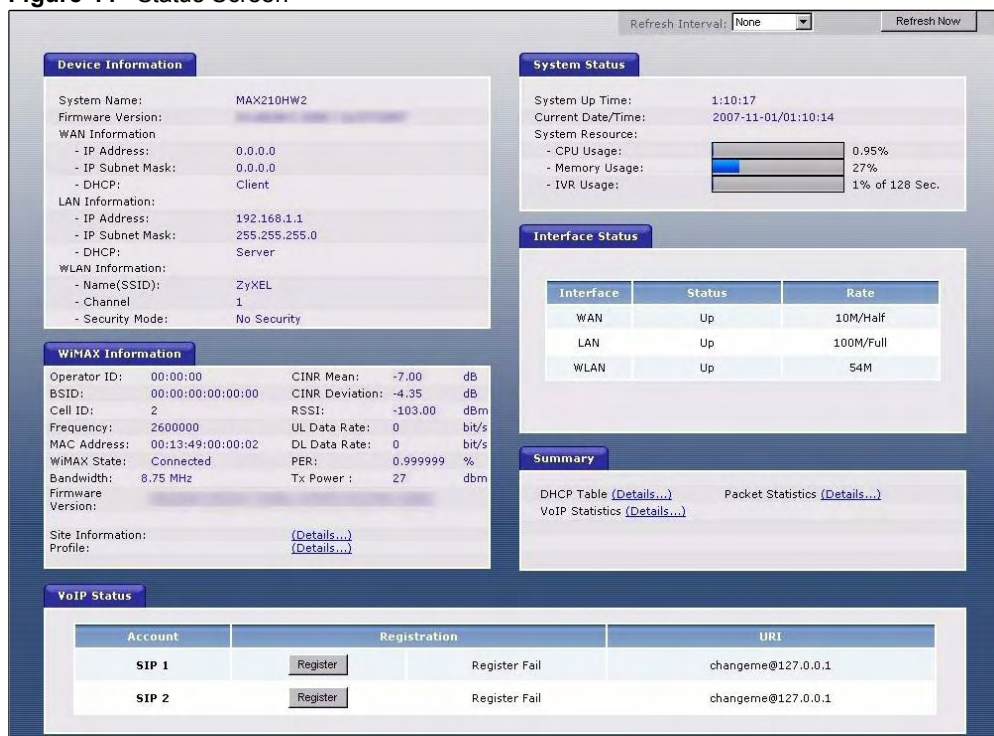 Figure 44 Status Screen
Refresh Interval: None Refresh Now
Device Information
System Name: MAX210HW2
Firmware Version:
WAN Information
- IP Address: 0.0.0.0
- IP Subnet Mask: 0.0.0.0
- DHCP: Client
LAN Information:
- IP Address: 192.168.1.1
- IP Subnet Mask: 255.255.255.0
- DHCP: Server
WLAN Information:
- Name(SSID): ZyXEL
- Channel 1
- Security Mode: No Security
System Status
System Up Time: 1:10:17
Current Date/Time: 2007-11-01/01:10:14
System Resource:
- CPU Usage: 0.95%
- Memory Usage: 27%
- IVR Usage: 1% of 128 Sec.
Interface Status
Interface Status Rate
WAN Up 10M/Half
LAN Up 100M/Full
WLAN Up 54M
WiMAX Information
Operator ID: 00:00:00 CINR Mean: -7.00 dB
BSID: 00:00:00:00:00:00 CINR Deviation: -4.35 dB
Cell ID: 2 RSSI: -103.00 dBm
Frequency: 2600000 UL Data Rate: 0 bit/s
MAC Address: 00:13:49:00:00:02 DL Data Rate: 0 bit/s
WiMAX State: Connected PER: 0.999999 %
Bandwidth: 8.75 MHz Tx Power : 27 dbm
Firmware
Version:
Site Information: (Details...)
Profile: (Details...)
Summary
DHCP Table (Details...) Packet Statistics (Details...)
VoIP Statistics (Details...)
VoIP Status
Account Registration URI
SIP 1 Register Register Fail changeme@127.0.0.1
SIP 2 Register Register Fail changeme@127.0.0.1